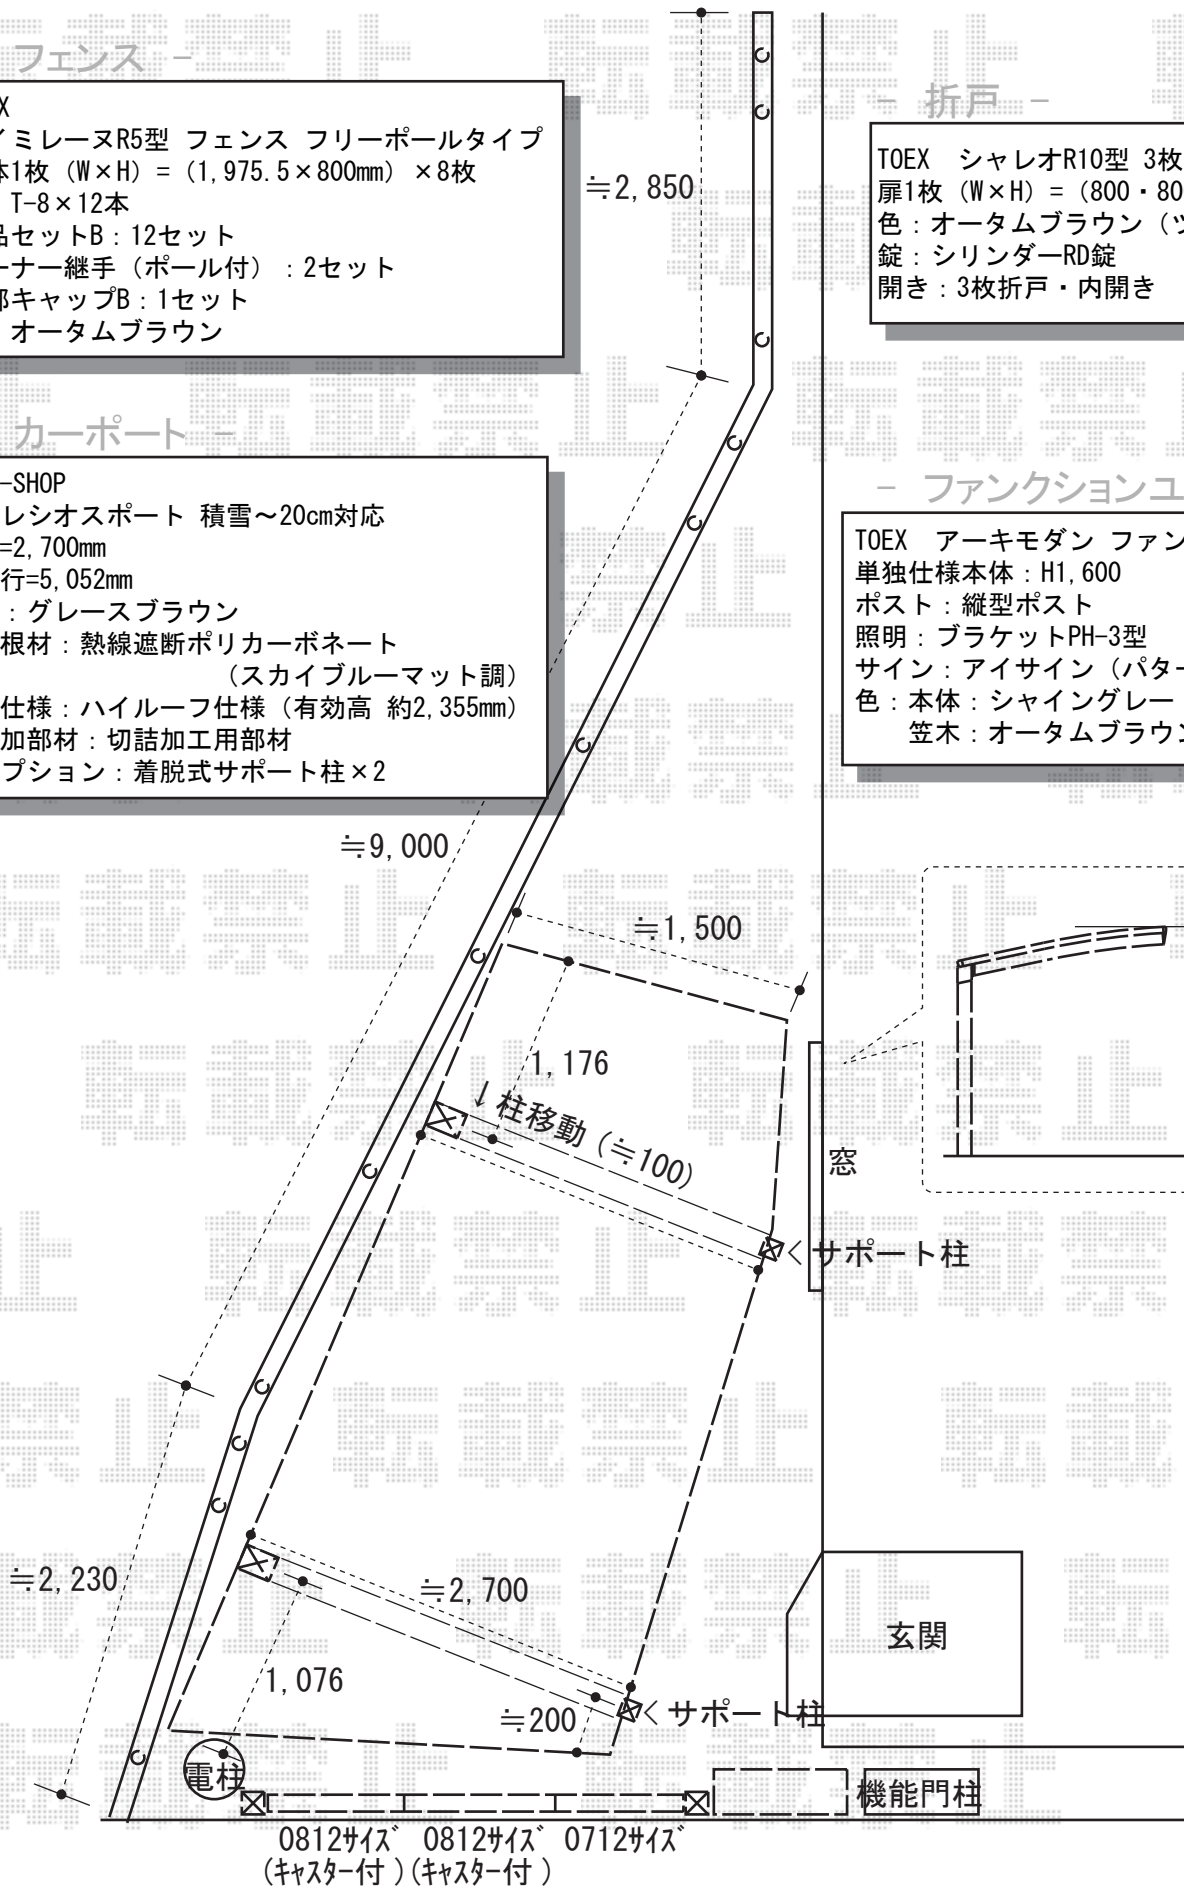 フェンス －
X
イミレーヌR5型 フェンス フリーポールタイプ
体1枚（W×H）=（1,975.5×800mm）×8枚
T-8×12本
品セットB：12セット
ーナー継手（ポール付）：2セット
部キャップB：1セット
オータムブラウン
カーポート －
-SHOP
レシオスポート 積雪～20cm対応
=2,700mm
行=5,052mm
：グレースブラウン
根材：熱線遮断ポリカーボネート
（スカイブルーマット調）
仕様：ハイルーフ仕様（有効高 約2,355mm）
加部材：切詰加工用部材
プション：着脱式サポート柱×2
－ 折戸 －
TOEX シャレオR10型 3枚
扉1枚（W×H）=（800・80
色：オータムブラウン（ツ
錠：シリンダーRD錠
開き：3枚折戸・内開き
－ ファンクションユ
TOEX アーキモダン ファン
単独仕様本体：H1,600
ポスト：縦型ポスト
照明：ブラケットPH-3型
サイン：アイサイン（パター
色：本体：シャイングレー
笠木：オータムブラウン
≒2,850
≒9,000
≒1,500
1,176
↓柱移動（≒100）
窓
＜サポート柱
≒2,230
≒2,700
玄関
1,076
≒200
＜サポート柱
電柱
機能門柱
0812ｻｲｽﾞ 0812ｻｲｽﾞ 0712ｻｲｽﾞ
(ｷｬｽﾀｰ付)(ｷｬｽﾀｰ付)
転載禁止